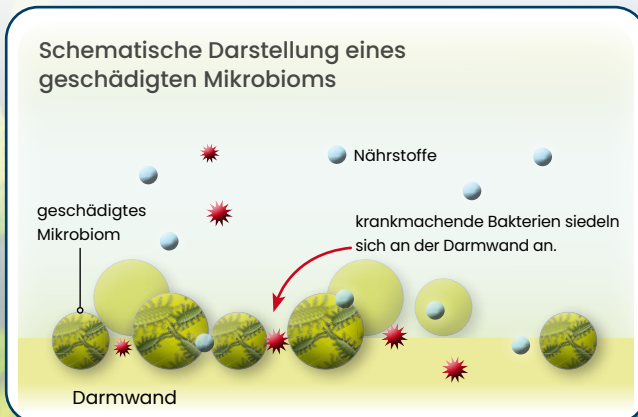 Schematische Darstellung eines
geschädigten Mikrobioms
Nährstoffe
geschädigtes
Mikrobiom
krankmachende Bakterien siedeln
sich an der Darmwand an.
Darmwand